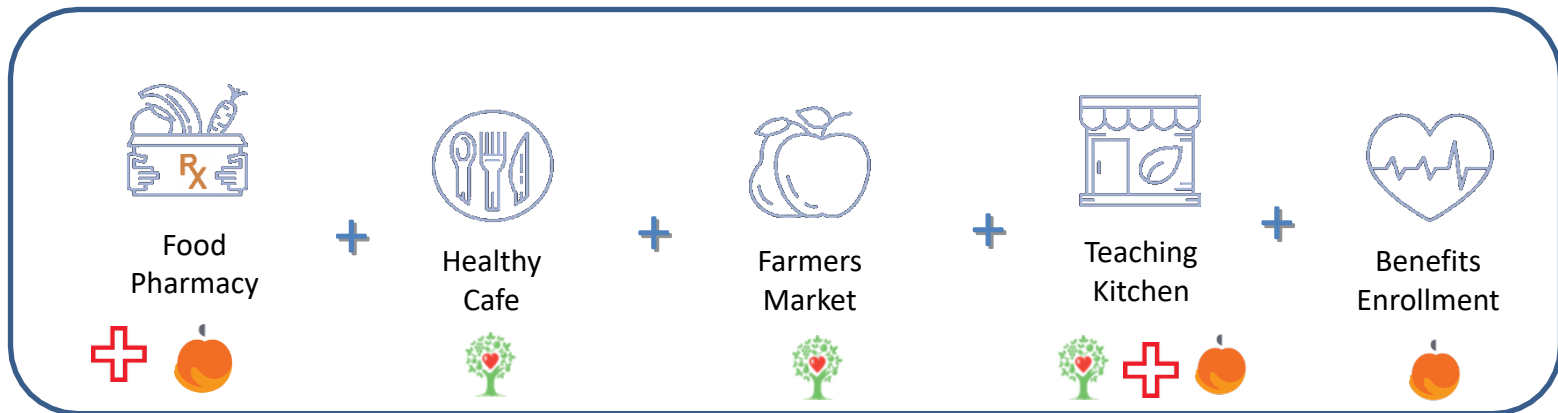 Rx
Food
Pharmacy
+
Healthy
Cafe
+
Farmers
Market
+
Teaching
Kitchen
+
Benefits
Enrollment